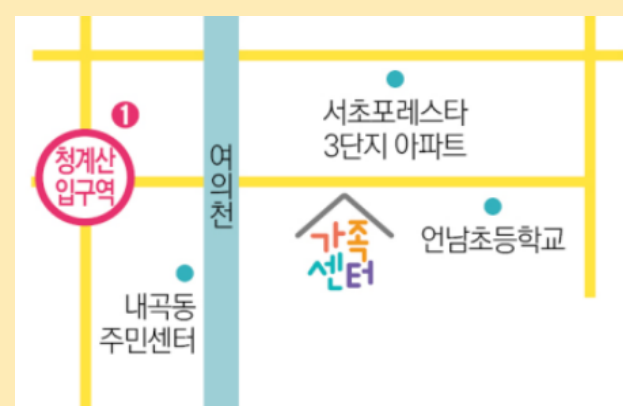 1
청계산
입구역
여의천
서초포레스타
3단지 아파트
가족
센터
언남초등학교
내곡동
주민센터